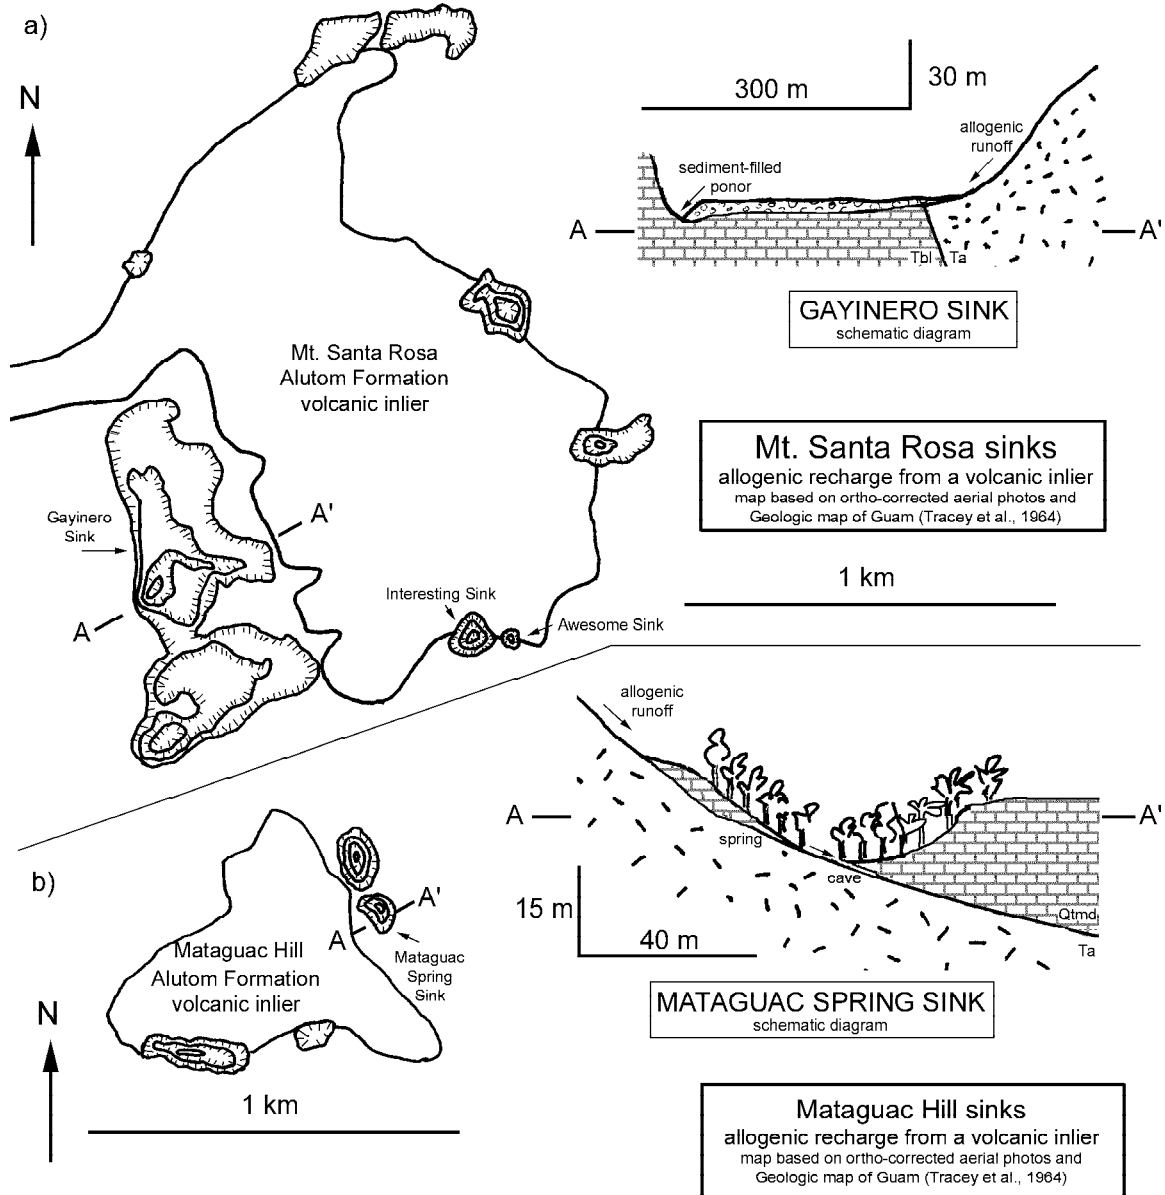 a)
N
300 m
30 m
allogenic
runoff
sediment-filled
ponor
A
A'
Tbl
Ta
GAYINERO SINK
schematic diagram
Mt. Santa Rosa
Alutom Formation
volcanic inlier
Mt. Santa Rosa sinks
allogenic recharge from a volcanic inlier
map based on ortho-corrected aerial photos and
Geologic map of Guam (Tracey et al., 1964)
Gayinero
Sink
A'
A
1 km
Interesting Sink
Awesome Sink
allogenic
runoff
A
A'
spring
cave
15 m
40 m
Qtmd
Ta
MATAGUAC SPRING SINK
schematic diagram
b)
A'
A
Mataguac
Spring
Sink
Mataguac Hill
Alutom Formation
volcanic inlier
N
1 km
Mataguac Hill sinks
allogenic recharge from a volcanic inlier
map based on ortho-corrected aerial photos and
Geologic map of Guam (Tracey et al., 1964)